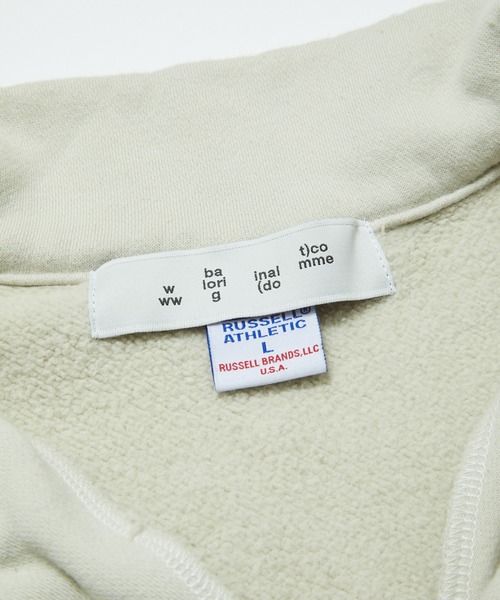 w
ww
ba
lori
g
inal
(do
t)co
mme
RUSSELL®
ATHLETIC
L
RUSSELL BRANDS, LLC
U.S.A.